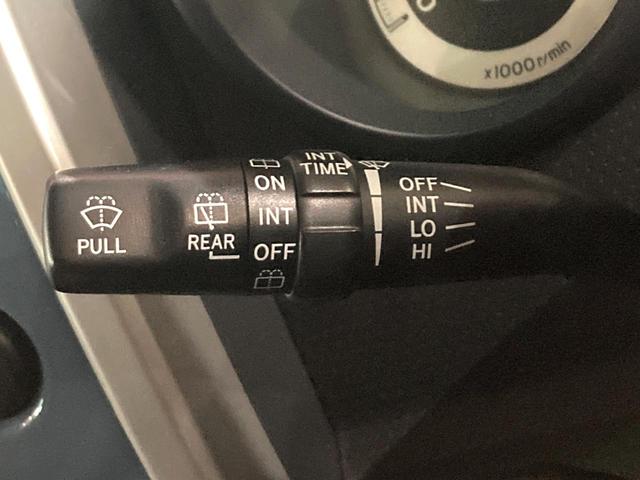 x1000r/min
INT
TIME
ON
INT
OFF
PULL
REAR
OFF
INT
LO
HI